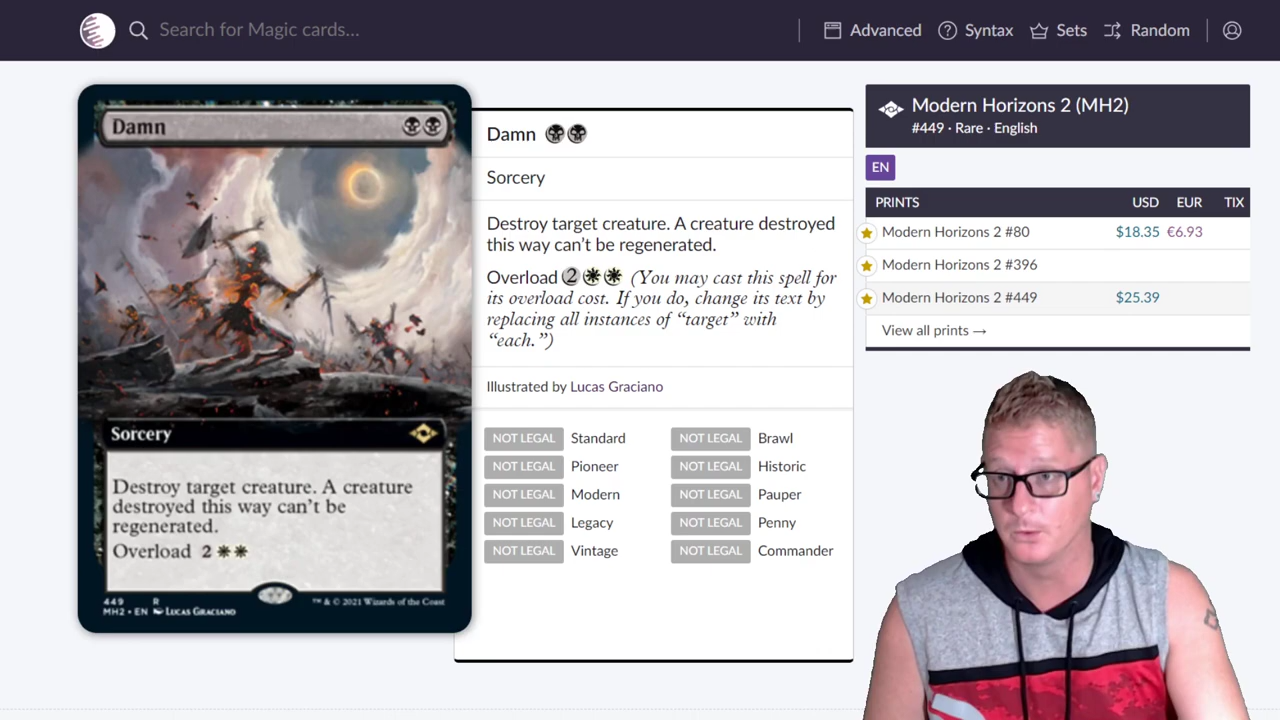 Search for Magic cards...
Advanced
Syntax
Sets
Random
Damn
Sorcery
Destroy target creature. A creature
destroyed this way can't be
regenerated.
Overload 2
449 R
MH2 • EN LUCAS GRACIANO
™ & © 2021 Wizards of the Coast
Damn
Sorcery
Destroy target creature. A creature destroyed
this way can't be regenerated.
Overload 2 (You may cast this spell for
its overload cost. If you do, change its text by
replacing all instances of “target” with
“each.”)
Illustrated by Lucas Graciano
NOT LEGAL Standard NOT LEGAL Brawl
NOT LEGAL Pioneer NOT LEGAL Historic
NOT LEGAL Modern NOT LEGAL Pauper
NOT LEGAL Legacy NOT LEGAL Penny
NOT LEGAL Vintage NOT LEGAL Commander
Modern Horizons 2 (MH2)
#449 · Rare · English
EN
PRINTS USD EUR TIX
Modern Horizons 2 #80 $18.35 €6.93
Modern Horizons 2 #396
Modern Horizons 2 #449 $25.39
View all prints →